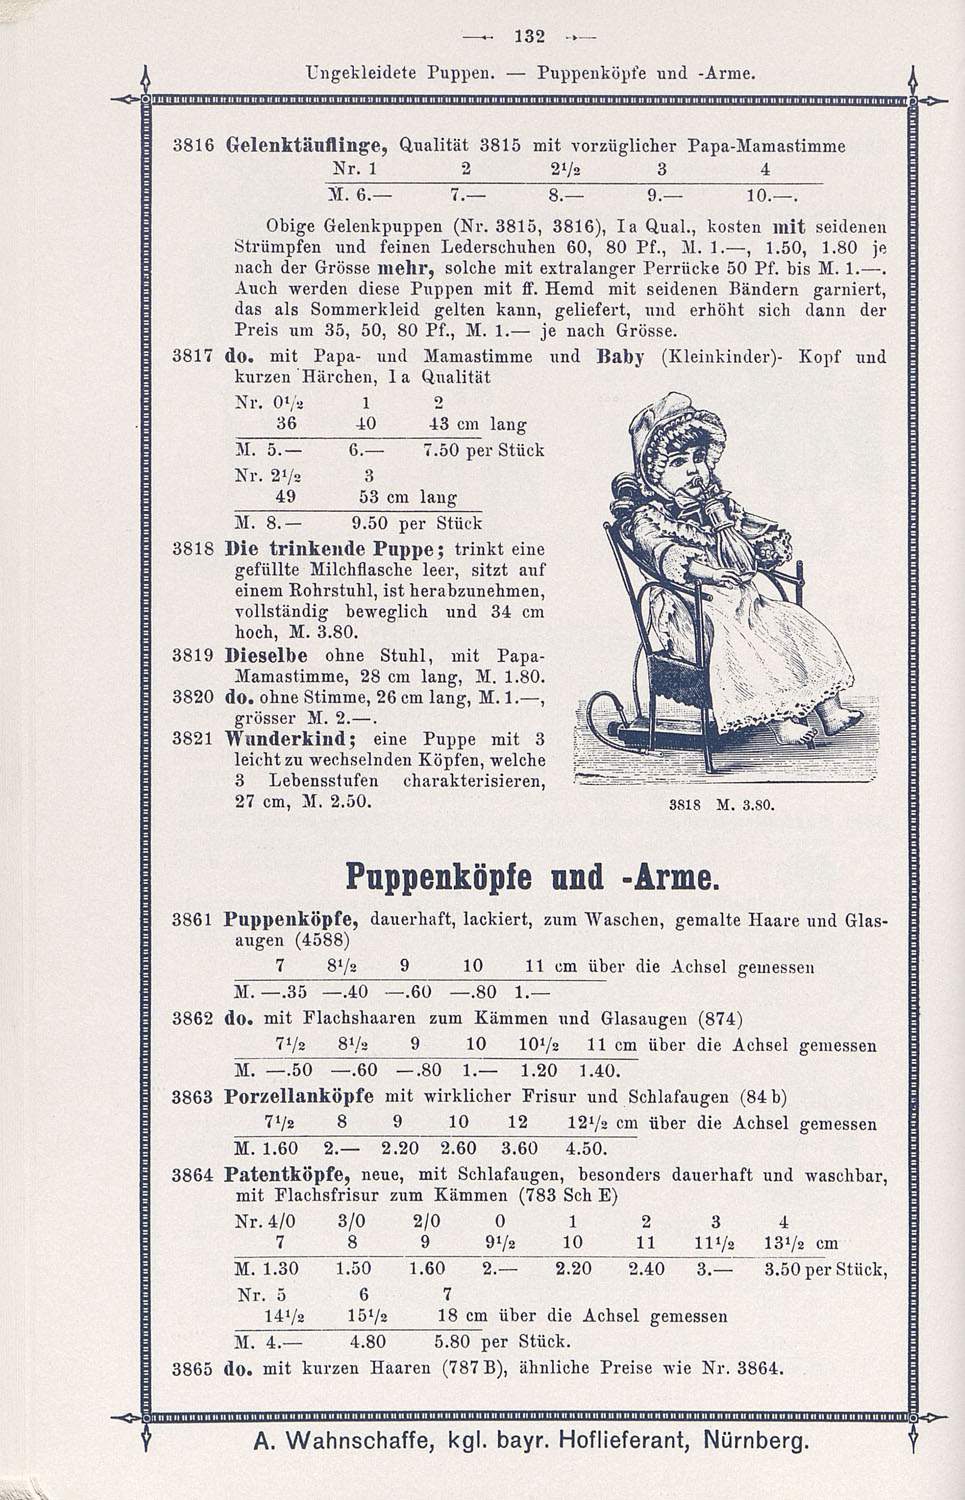 132
Ungekleidete Puppen. — Puppenköpfe und -Arme.
3816 Gelenktäuflinge, Qualität 3815 mit vorzüglicher Papa-Mamastimme
Nr. 1 2 2½ 3 4
M. 6.— 7.— 8.— 9.— 10.—.
Obige Gelenkpuppen (Nr. 3815, 3816), Ia Qual., kosten mit seidenen
Strümpfen und feinen Lederschuhen 60, 80 Pf., M. 1.—, 1.50, 1.80 je
nach der Grösse mehr, solche mit extralanger Perrücke 50 Pf. bis M. 1.—.
Auch werden diese Puppen mit ff. Hemd mit seidenen Bändern garniert,
das als Sommerkleid gelten kann, geliefert, und erhöht sich dann der
Preis um 35, 50, 80 Pf., M. 1.— je nach Grösse.
3817 do. mit Papa- und Mamastimme und Baby (Kleinkinder)- Kopf und
kurzen Härchen, Ia Qualität
Nr. 0½ 1 2
36 40 43 cm lang
M. 5.— 6.— 7.50 per Stück
Nr. 2½ 3
49 53 cm lang
M. 8.— 9.50 per Stück
3818 Die trinkende Puppe; trinkt eine
gefüllte Milchflasche leer, sitzt auf
einem Rohrstuhl, ist herabzunehmen,
vollständig beweglich und 34 cm
hoch, M. 3.80.
3819 Dieselbe ohne Stuhl, mit Papa-
Mamastimme, 28 cm lang, M. 1.80.
3820 do. ohne Stimme, 26 cm lang, M. 1.—,
grösser M. 2.—.
3821 Wunderkind; eine Puppe mit 3
leicht zu wechselnden Köpfen, welche
3 Lebensstufen charakterisieren,
27 cm, M. 2.50.
3818 M. 3.80.
Puppenköpfe und -Arme.
3861 Puppenköpfe, dauerhaft, lackiert, zum Waschen, gemalte Haare und Glas-
augen (4588)
7 8½ 9 10 11 cm über die Achsel gemessen
M. —.35 —.40 —.60 —.80 1.—
3862 do. mit Flachshaaren zum Kämmen und Glasaugen (874)
7½ 8½ 9 10 10½ 11 cm über die Achsel gemessen
M. —.50 —.60 —.80 1.— 1.20 1.40.
3863 Porzellanköpfe mit wirklicher Frisur und Schlafaugen (84 b)
7½ 8 9 10 12 12½ cm über die Achsel gemessen
M. 1.60 2.— 2.20 2.60 3.60 4.50.
3864 Patentköpfe, neue, mit Schlafaugen, besonders dauerhaft und waschbar,
mit Flachsfrisur zum Kämmen (783 Sch E)
Nr. 4/0 3/0 2/0 0 1 2 3 4
7 8 9 9½ 10 11 11½ 13½ cm
M. 1.30 1.50 1.60 2.— 2.20 2.40 3.— 3.50 per Stück,
Nr. 5 6 7
14½ 15½ 18 cm über die Achsel gemessen
M. 4.— 4.80 5.80 per Stück.
3865 do. mit kurzen Haaren (787 B), ähnliche Preise wie Nr. 3864.
A. Wahnschaffe, kgl. bayr. Hoflieferant, Nürnberg.